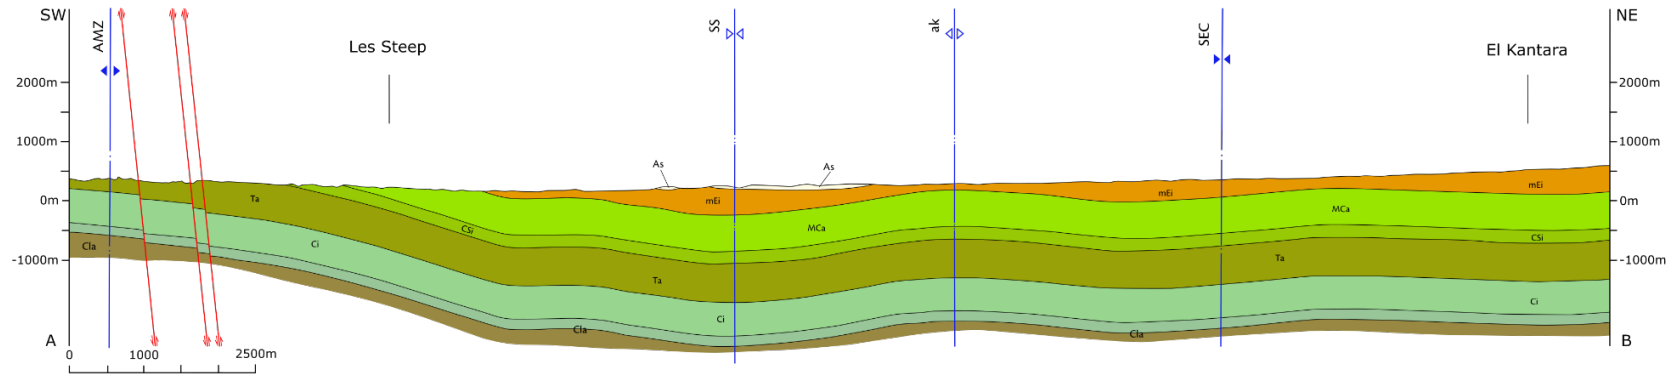 SW
NE
AMZ
SS
ak
SEC
Les Steep
El Kantara
2000m
2000m
1000m
1000m
As
As
Ta
mEi
mEi
mEi
0m
0m
MCa
MCa
CSi
CSi
Cla
Ci
Ta
Ta
-1000m
-1000m
Ci
Ci
Cla
Cla
A
B
0
1000
2500m